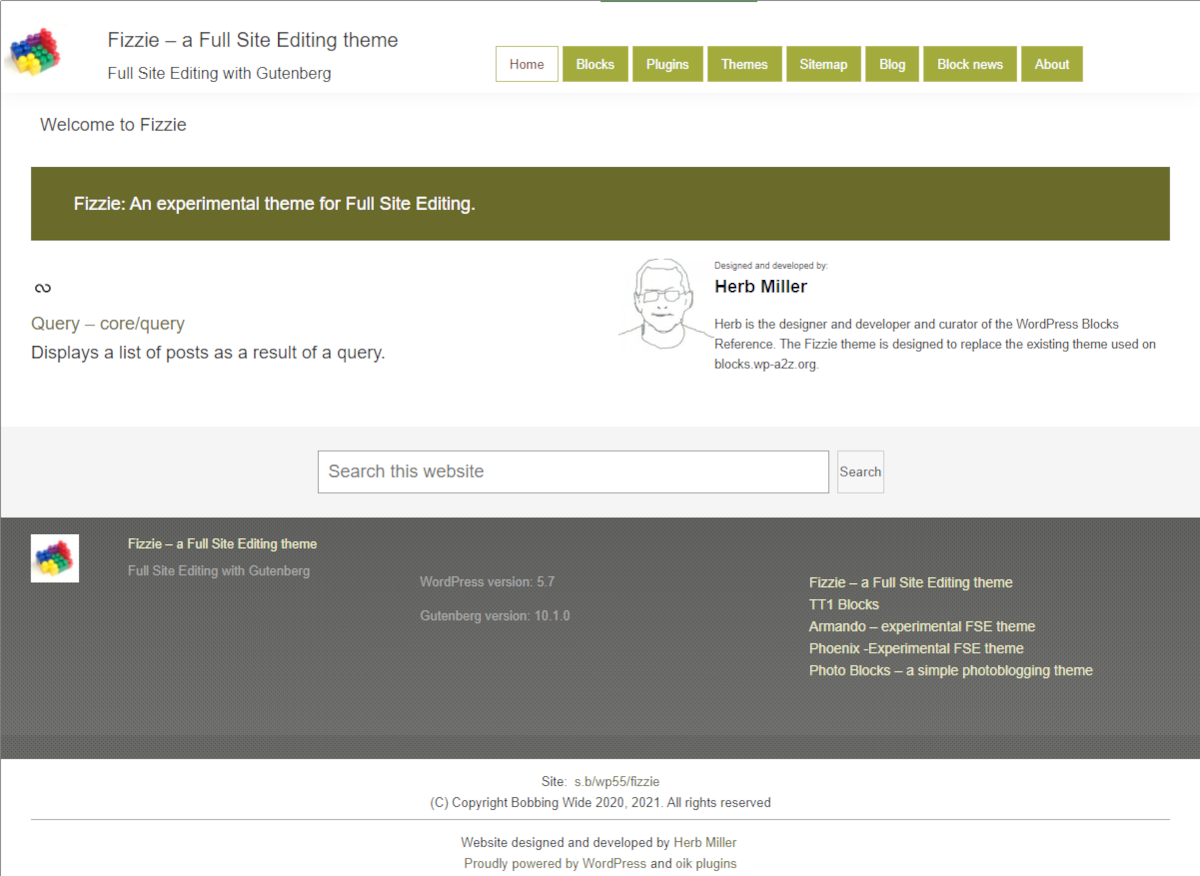 Fizzie – a Full Site Editing theme
Full Site Editing with Gutenberg
Home Blocks Plugins Themes Sitemap Blog Block news About
Welcome to Fizzie
Fizzie: An experimental theme for Full Site Editing.
Query – core/query
Displays a list of posts as a result of a query.
Designed and developed by:
Herb Miller
Herb is the designer and developer and curator of the WordPress Blocks
Reference. The Fizzie theme is designed to replace the existing theme used on
blocks.wp-a2z.org.
Search this website Search
Fizzie – a Full Site Editing theme
Full Site Editing with Gutenberg
WordPress version: 5.7
Gutenberg version: 10.1.0
Fizzie – a Full Site Editing theme
TT1 Blocks
Armando – experimental FSE theme
Phoenix -Experimental FSE theme
Photo Blocks – a simple photoblogging theme
Site: s.b/wp55/fizzie
(C) Copyright Bobbing Wide 2020, 2021. All rights reserved
Website designed and developed by Herb Miller
Proudly powered by WordPress and oik plugins